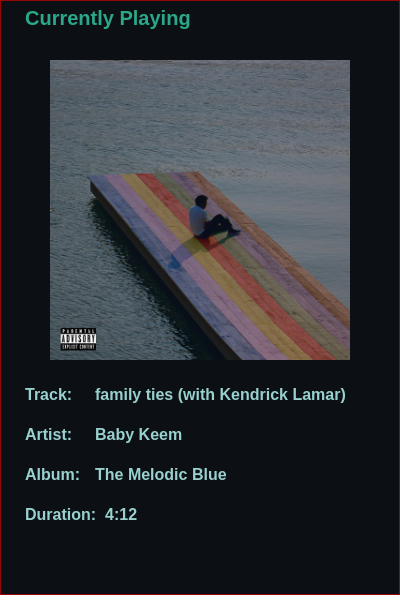 Currently Playing
PARENTAL
ADVISORY
EXPLICIT CONTENT
Track: family ties (with Kendrick Lamar)
Artist: Baby Keem
Album: The Melodic Blue
Duration: 4:12